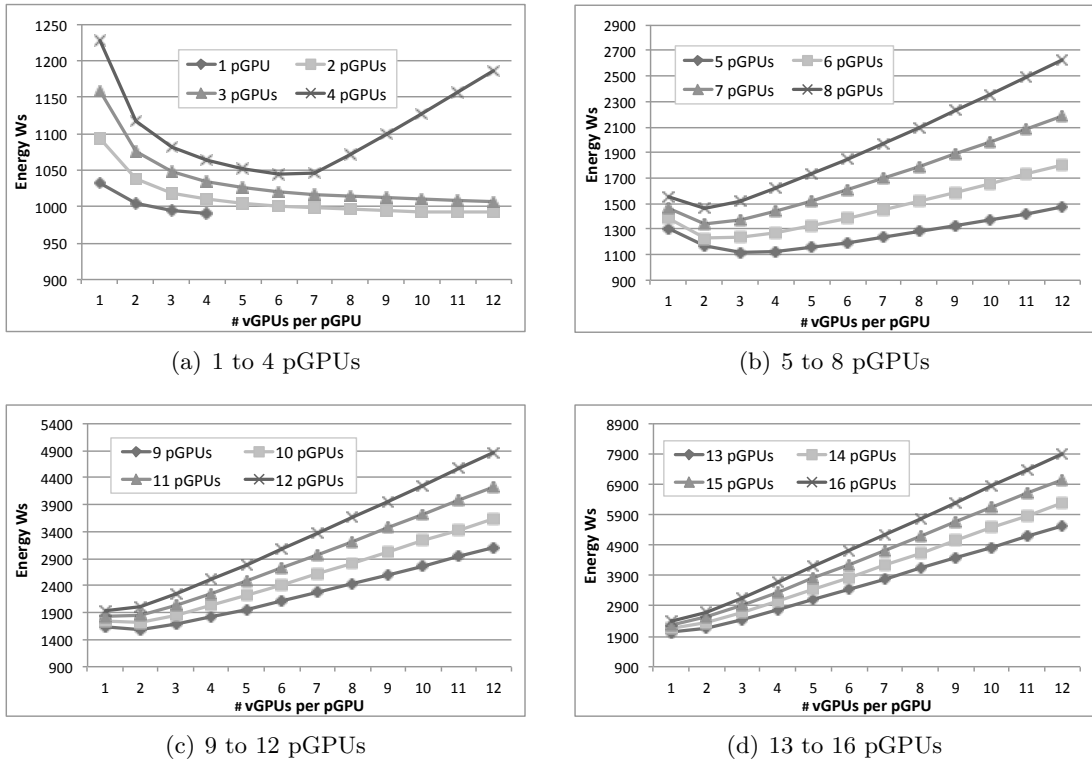 1250
1200
1150
1100
1050
1000
950
900
Energy Ws
1 pGPU
2 pGPUs
3 pGPUs
4 pGPUs
1 2 3 4 5 6 7 8 9 10 11 12
# vGPUs per pGPU
(a) 1 to 4 pGPUs
2900
2700
2500
2300
2100
1900
1700
1500
1300
1100
900
Energy Ws
5 pGPUs
6 pGPUs
7 pGPUs
8 pGPUs
1 2 3 4 5 6 7 8 9 10 11 12
# vGPUs per pGPU
(b) 5 to 8 pGPUs
5400
4900
4400
3900
3400
2900
2400
1900
1400
900
Energy Ws
9 pGPUs
10 pGPUs
11 pGPUs
12 pGPUs
1 2 3 4 5 6 7 8 9 10 11 12
# vGPUs per pGPU
(c) 9 to 12 pGPUs
8900
7900
6900
5900
4900
3900
2900
1900
900
Energy Ws
13 pGPUs
14 pGPUs
15 pGPUs
16 pGPUs
1 2 3 4 5 6 7 8 9 10 11 12
# vGPUs per pGPU
(d) 13 to 16 pGPUs